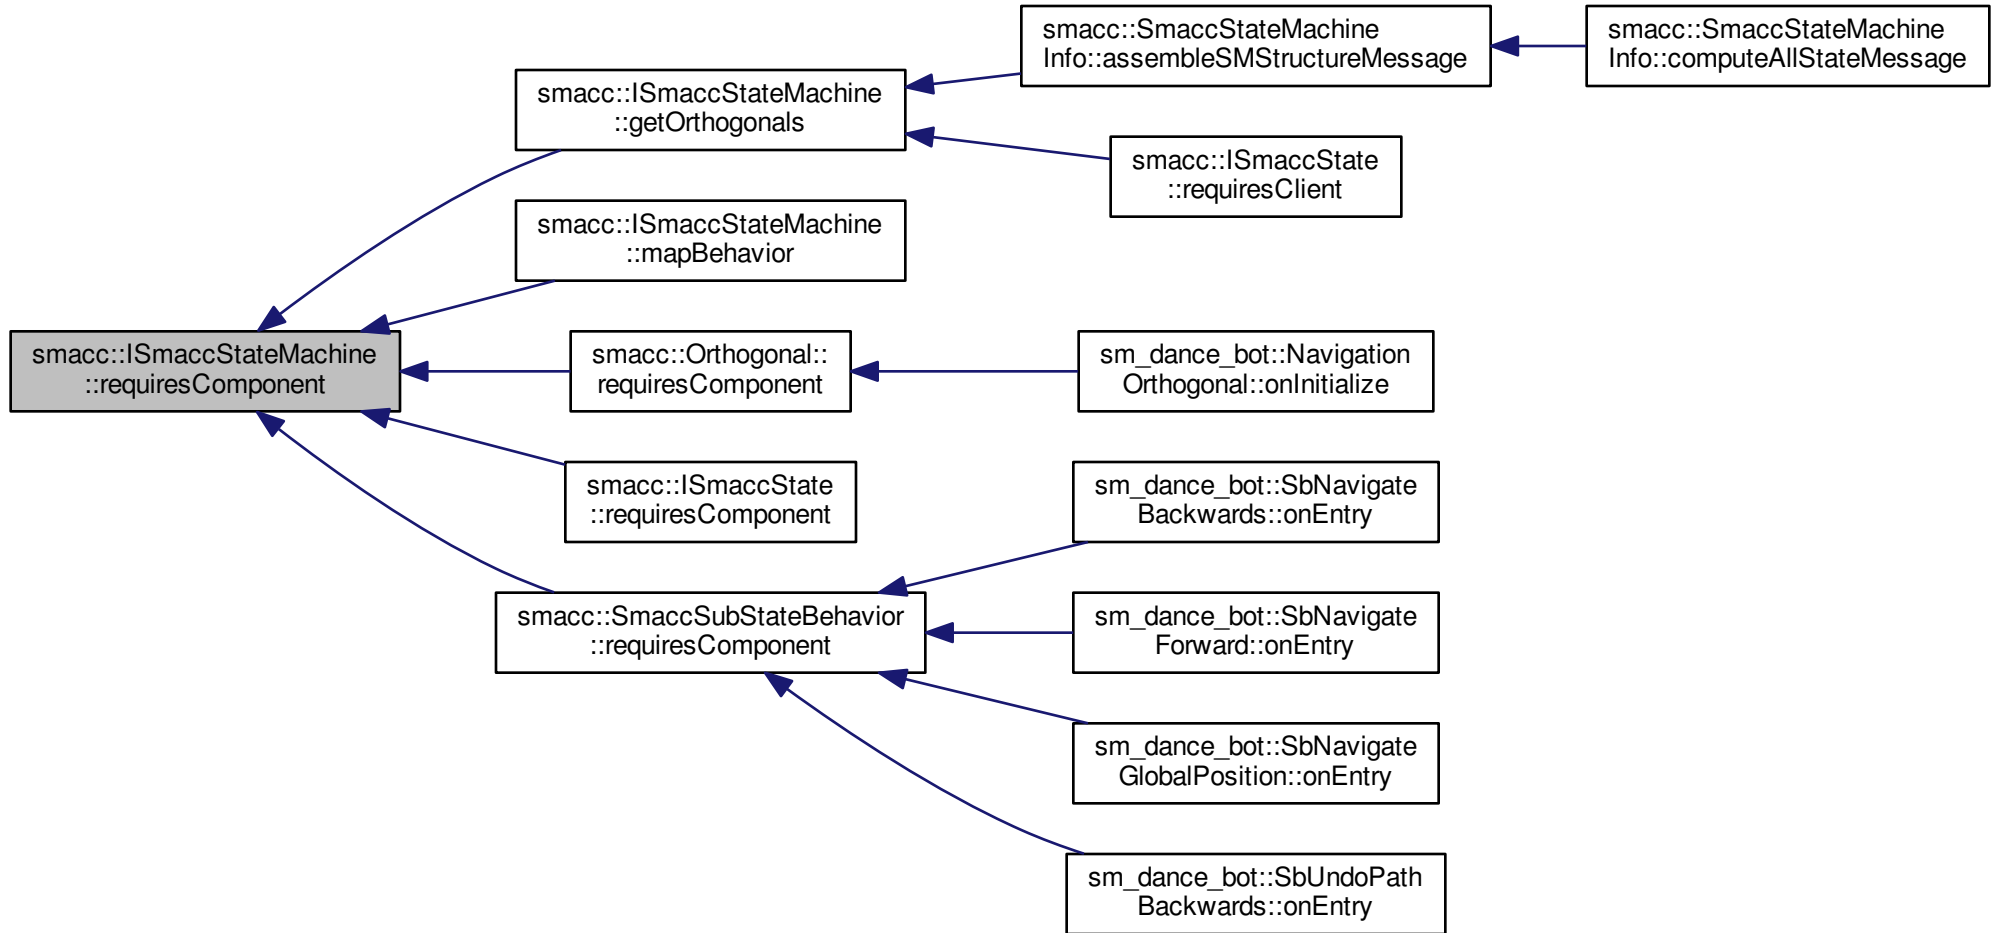 smacc::SmaccStateMachine
Info::assembleSMStructureMessage
smacc::SmaccStateMachine
Info::computeAllStateMessage
smacc::ISmaccStateMachine
::getOrthogonals
smacc::ISmaccState
::requiresClient
smacc::ISmaccStateMachine
::mapBehavior
smacc::ISmaccStateMachine
::requiresComponent
smacc::Orthogonal::
requiresComponent
sm_dance_bot::Navigation
Orthogonal::onInitialize
smacc::ISmaccState
::requiresComponent
sm_dance_bot::SbNavigate
Backwards::onEntry
smacc::SmaccSubStateBehavior
::requiresComponent
sm_dance_bot::SbNavigate
Forward::onEntry
sm_dance_bot::SbNavigate
GlobalPosition::onEntry
sm_dance_bot::SbUndoPath
Backwards::onEntry